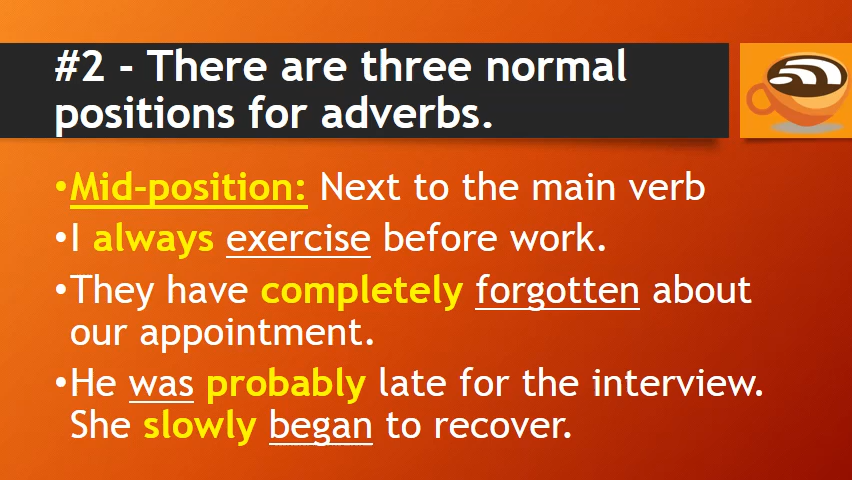 #2 - There are three normal
positions for adverbs.
•Mid-position: Next to the main verb
•I always exercise before work.
•They have completely forgotten about
our appointment.
•He was probably late for the interview.
She slowly began to recover.